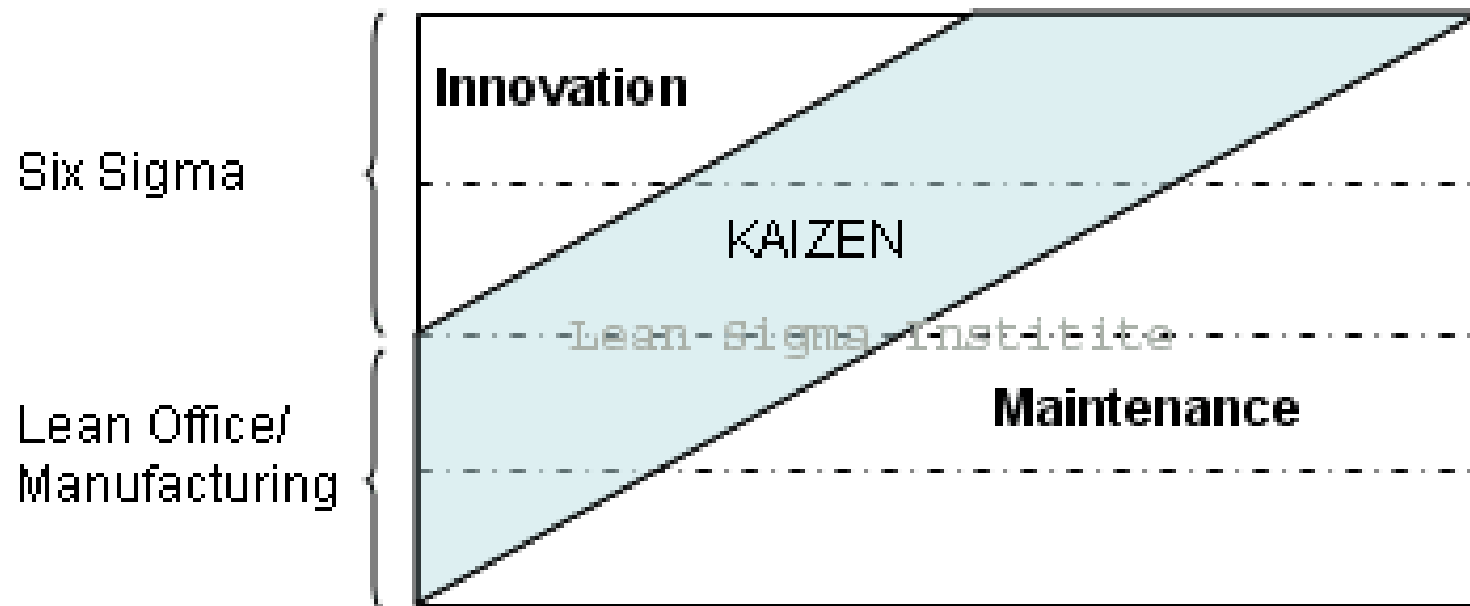 Innovation
Six Sigma
KAIZEN
Lean Sigma Institite
Maintenance
Lean Office/
Manufacturing